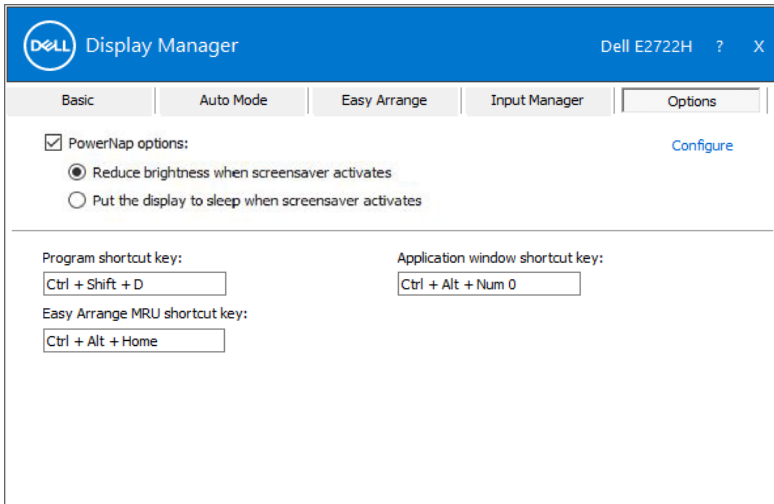 DELL Display Manager Dell E2722H ? X
Basic Auto Mode Easy Arrange Input Manager Options
PowerNap options: Configure
Reduce brightness when screensaver activates
Put the display to sleep when screensaver activates
Program shortcut key: Application window shortcut key:
Ctrl + Shift + D Ctrl + Alt + Num 0
Easy Arrange MRU shortcut key:
Ctrl + Alt + Home